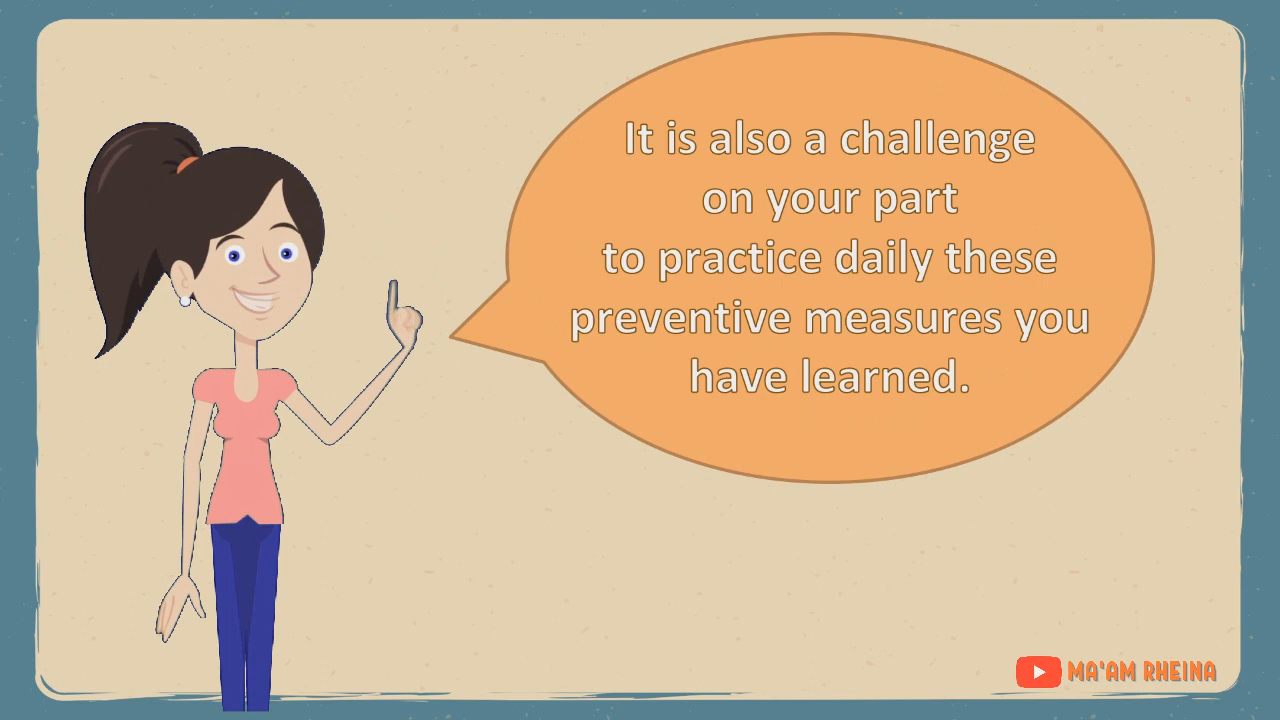 It is also a challenge
on your part
to practice daily these
preventive measures you
have learned.
MA'AM RHEINA